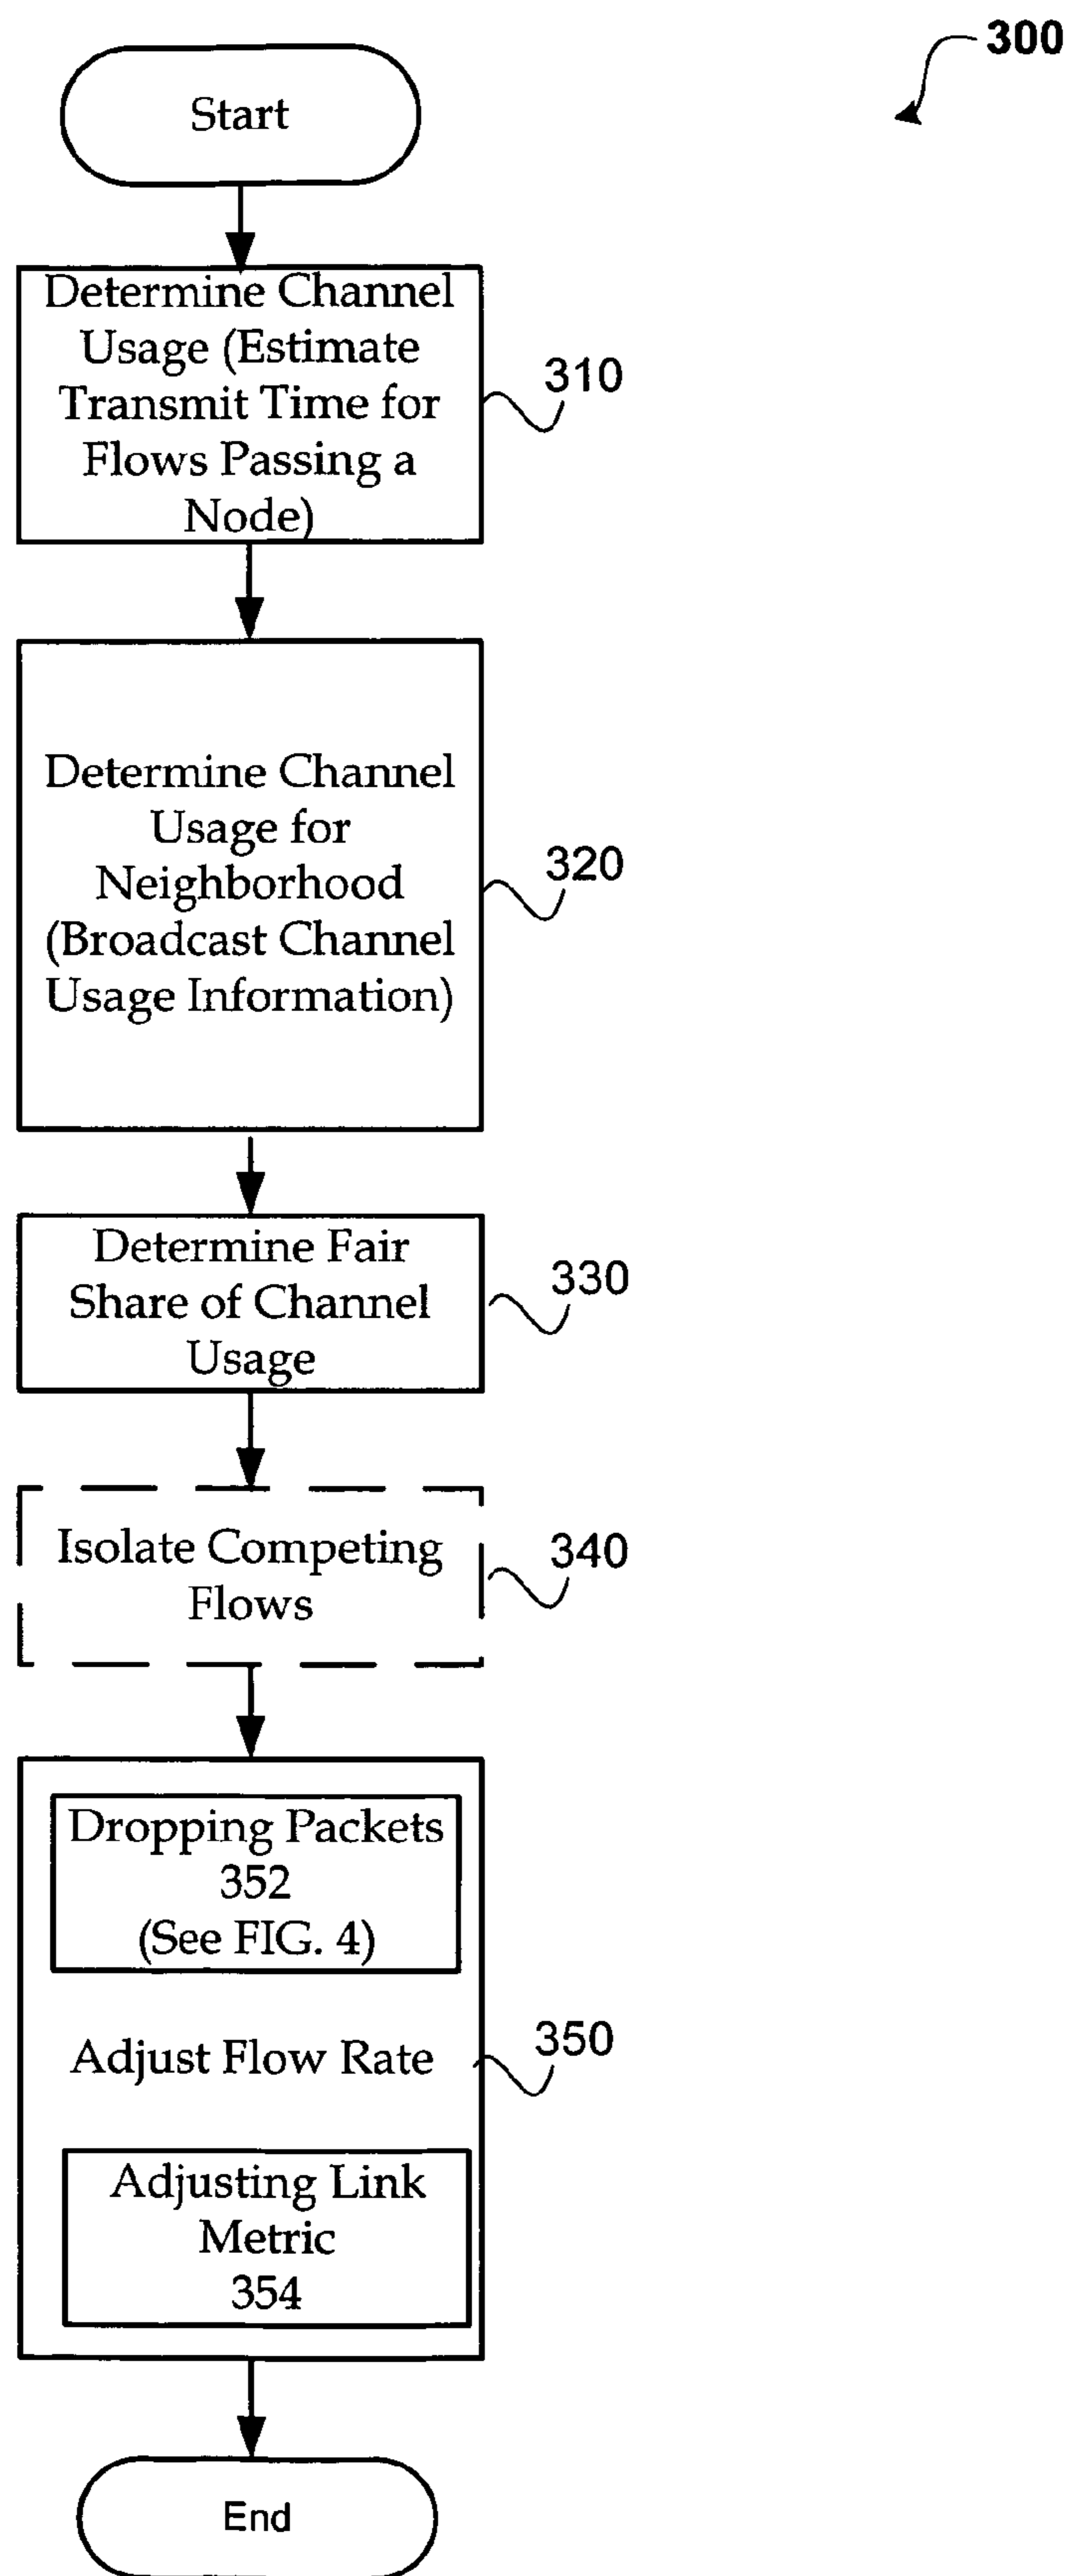 300
Start
Determine Channel
Usage (Estimate
Transmit Time for
Flows Passing a
Node)
310
Determine Channel
Usage for
Neighborhood
(Broadcast Channel
Usage Information)
320
Determine Fair
Share of Channel
Usage
330
Isolate Competing
Flows
340
Dropping Packets
352
(See FIG. 4)
Adjust Flow Rate
350
Adjusting Link
Metric
354
End